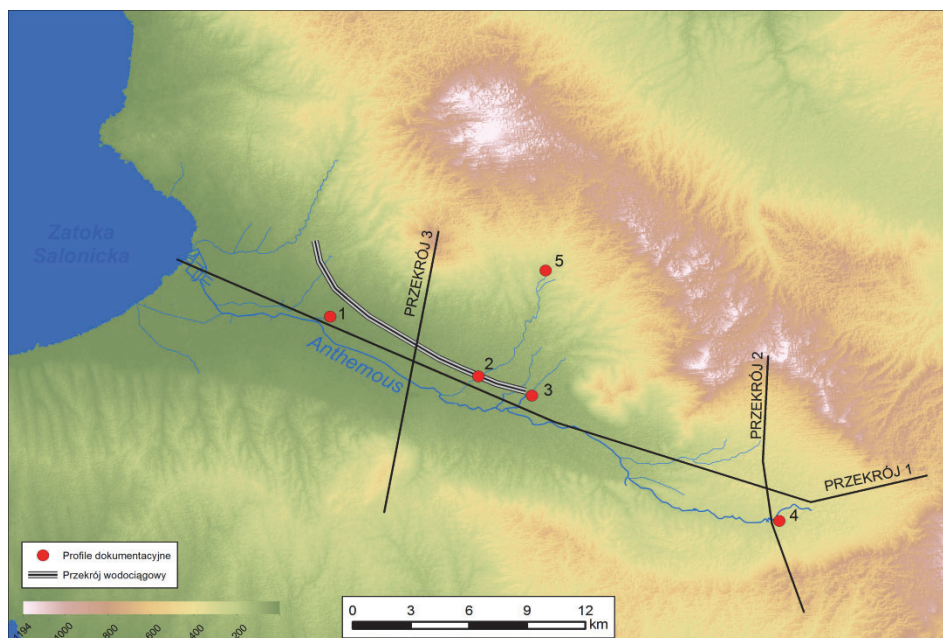 Zatoka
Salonicka
PRZEKRÓJ 3
5
1
Anthemous
2
3
PRZEKRÓJ 2
PRZEKRÓJ 1
4
Profile dokumentacyjne
Przekrój wodociągowy
1194
1000
800
600
400
200
0 3 6 9 12
km